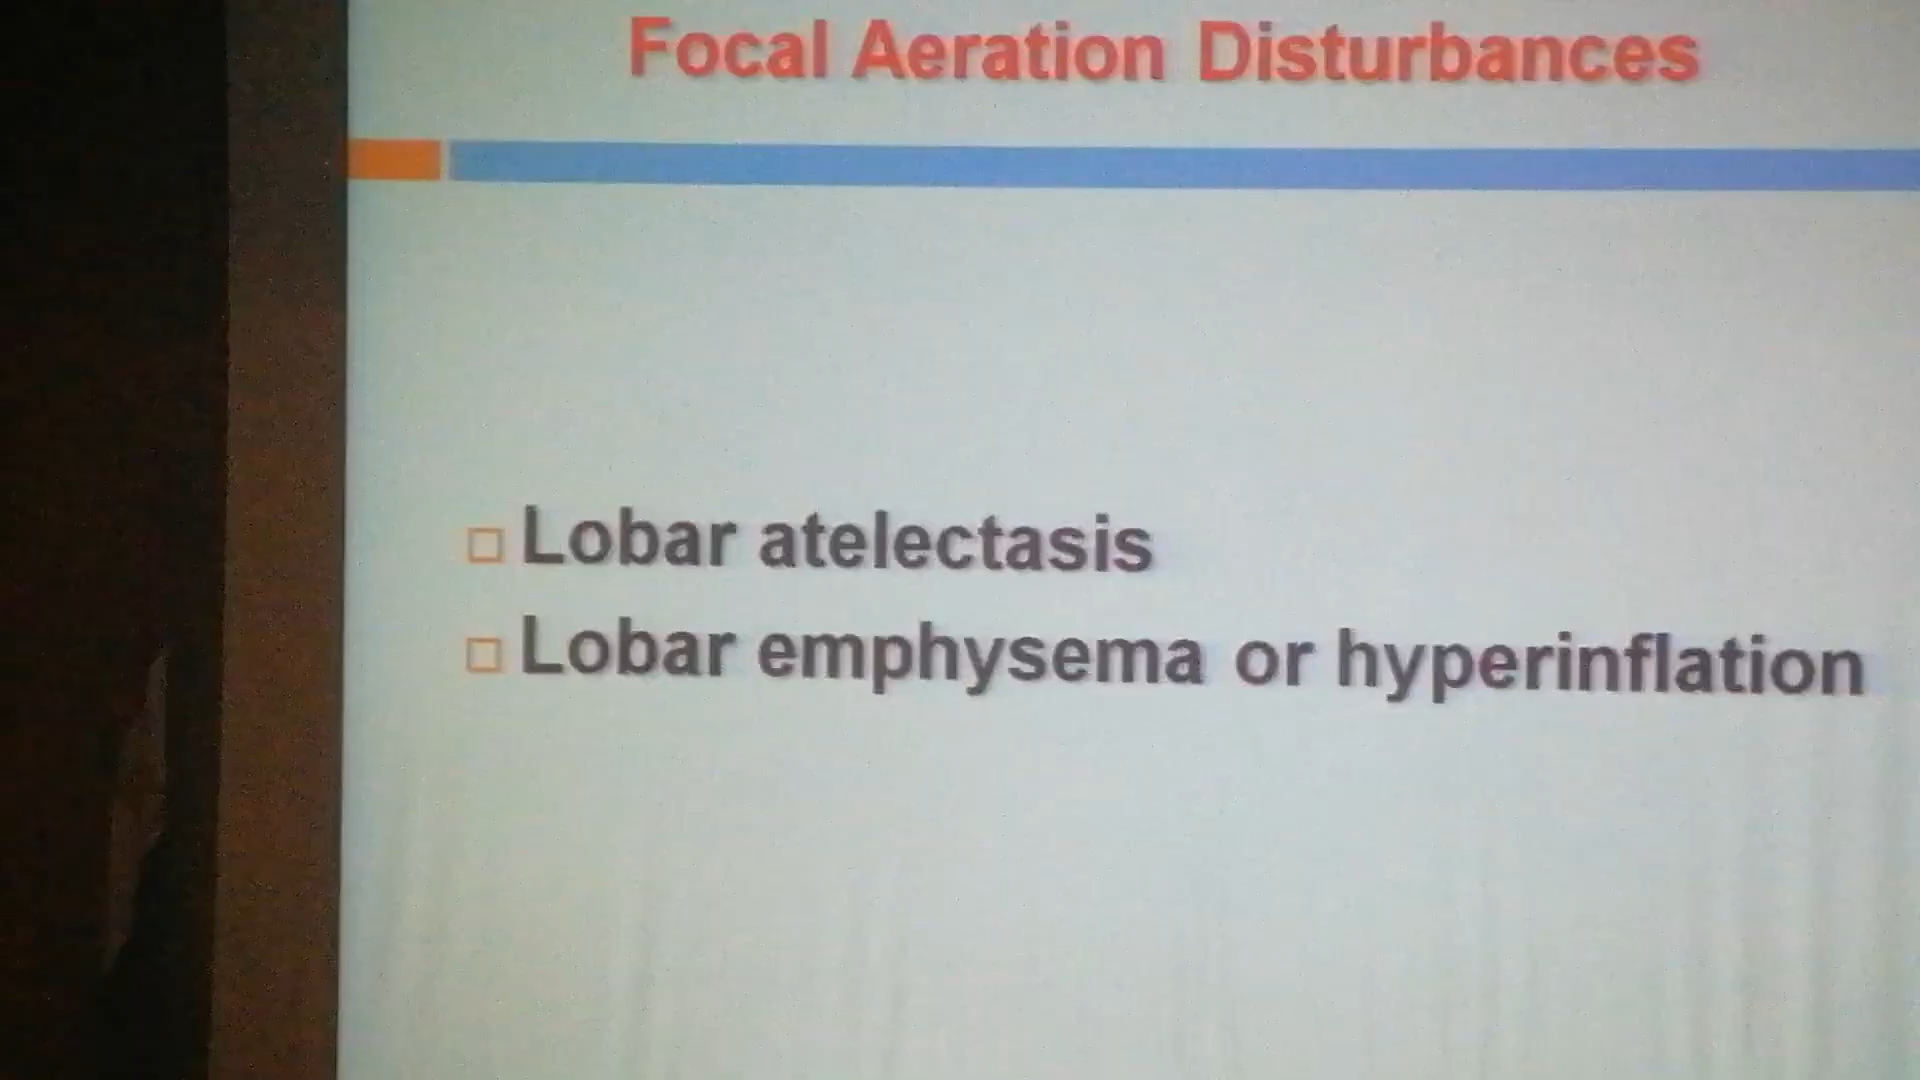 Focal Aeration Disturbances
Lobar atelectasis
Lobar emphysema or hyperinflation